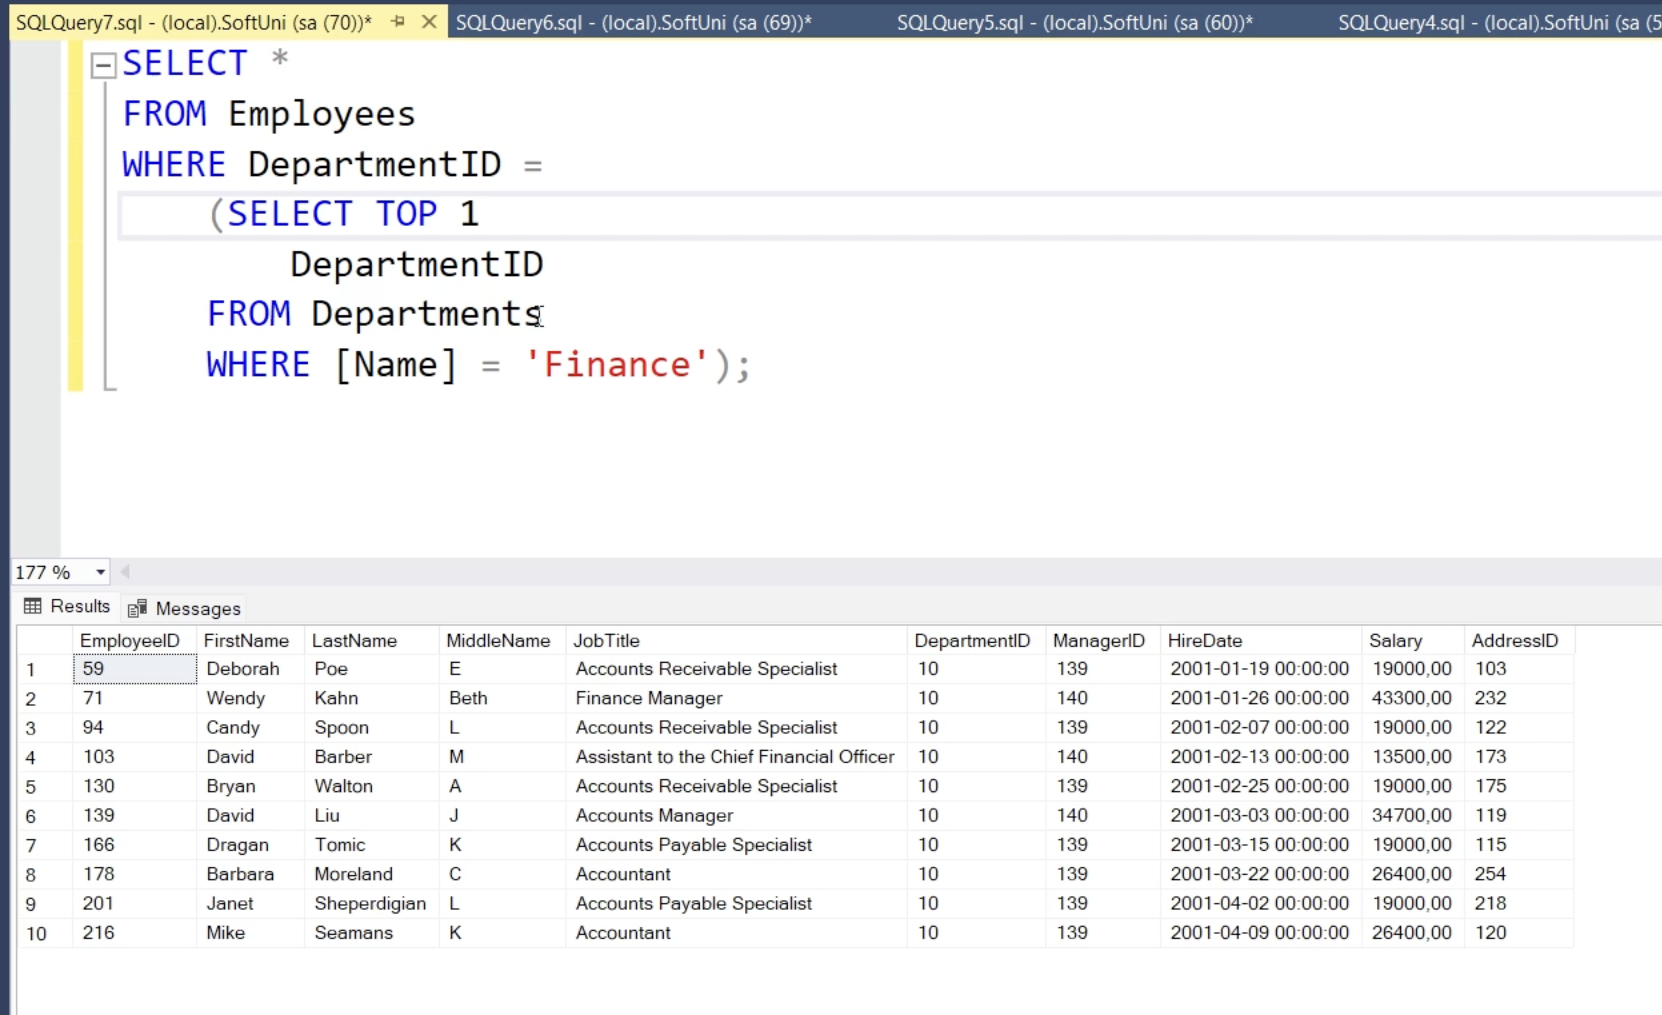 SQLQuery7.sql - (local).SoftUni (sa (70))* SQLQuery6.sql - (local).SoftUni (sa (69))* SQLQuery5.sql - (local).SoftUni (sa (60))* SQLQuery4.sql - (local).SoftUni (sa (5
SELECT *
FROM Employees
WHERE DepartmentID =
(SELECT TOP 1
DepartmentID
FROM Departments
WHERE [Name] = 'Finance');
177 %
Results Messages
EmployeeID FirstName LastName MiddleName JobTitle DepartmentID ManagerID HireDate Salary AddressID
1 59 Deborah Poe E Accounts Receivable Specialist 10 139 2001-01-19 00:00:00 19000,00 103
2 71 Wendy Kahn Beth Finance Manager 10 140 2001-01-26 00:00:00 43300,00 232
3 94 Candy Spoon L Accounts Receivable Specialist 10 139 2001-02-07 00:00:00 19000,00 122
4 103 David Barber M Assistant to the Chief Financial Officer 10 140 2001-02-13 00:00:00 13500,00 173
5 130 Bryan Walton A Accounts Receivable Specialist 10 139 2001-02-25 00:00:00 19000,00 175
6 139 David Liu J Accounts Manager 10 140 2001-03-03 00:00:00 34700,00 119
7 166 Dragan Tomic K Accounts Payable Specialist 10 139 2001-03-15 00:00:00 19000,00 115
8 178 Barbara Moreland C Accountant 10 139 2001-03-22 00:00:00 26400,00 254
9 201 Janet Sheperdigian L Accounts Payable Specialist 10 139 2001-04-02 00:00:00 19000,00 218
10 216 Mike Seamans K Accountant 10 139 2001-04-09 00:00:00 26400,00 120